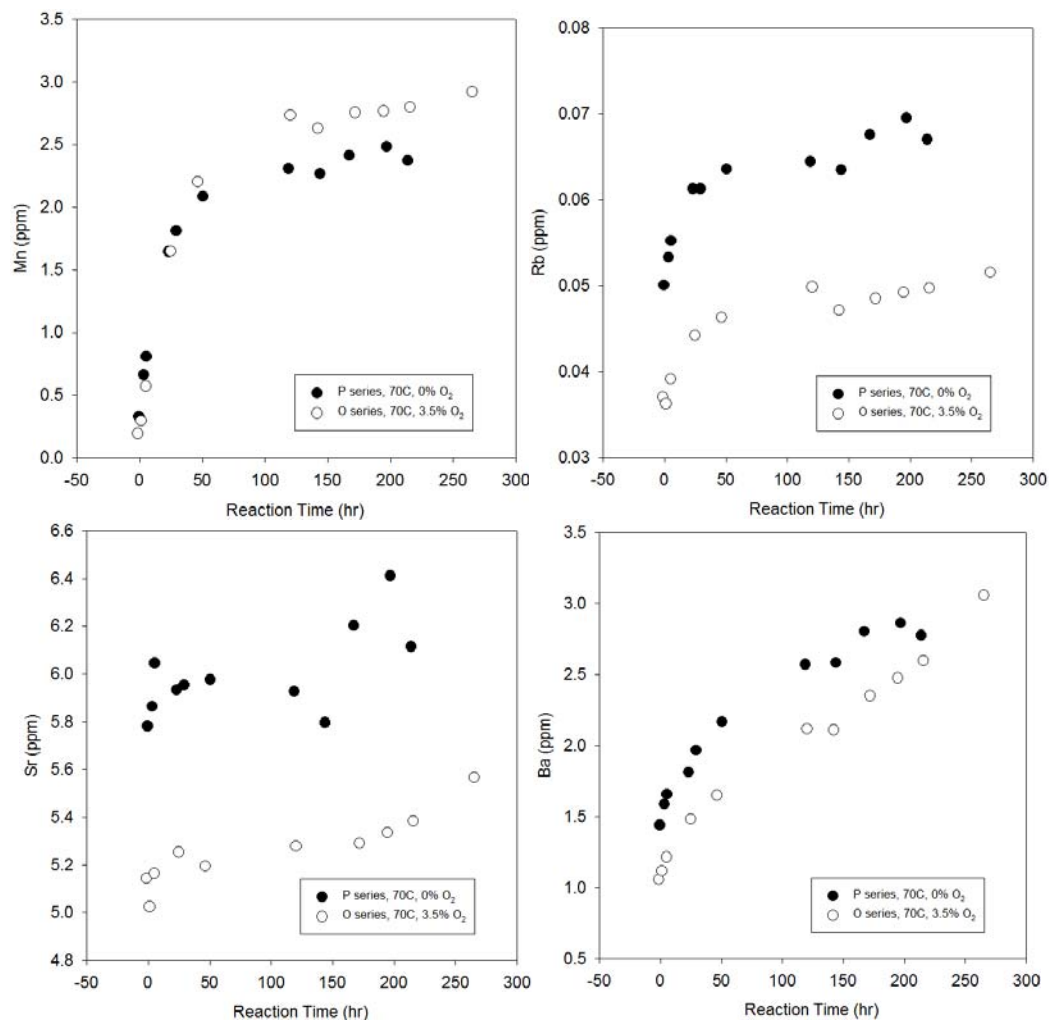 Mn (ppm)
3.5
3.0
2.5
2.0
1.5
1.0
0.5
0.0
-50 0 50 100 150 200 250 300
Reaction Time (hr)
P series, 70C, 0% O₂
O series, 70C, 3.5% O₂
Rb (ppm)
0.08
0.07
0.06
0.05
0.04
0.03
-50 0 50 100 150 200 250 300
Reaction Time (hr)
P series, 70C, 0% O₂
O series, 70C, 3.5% O₂
Sr (ppm)
6.6
6.4
6.2
6.0
5.8
5.6
5.4
5.2
5.0
4.8
-50 0 50 100 150 200 250 300
Reaction Time (hr)
P series, 70C, 0% O₂
O series, 70C, 3.5% O₂
Ba (ppm)
3.5
3.0
2.5
2.0
1.5
1.0
0.5
-50 0 50 100 150 200 250 300
Reaction Time (hr)
P series, 70C, 0% O₂
O series, 70C, 3.5% O₂